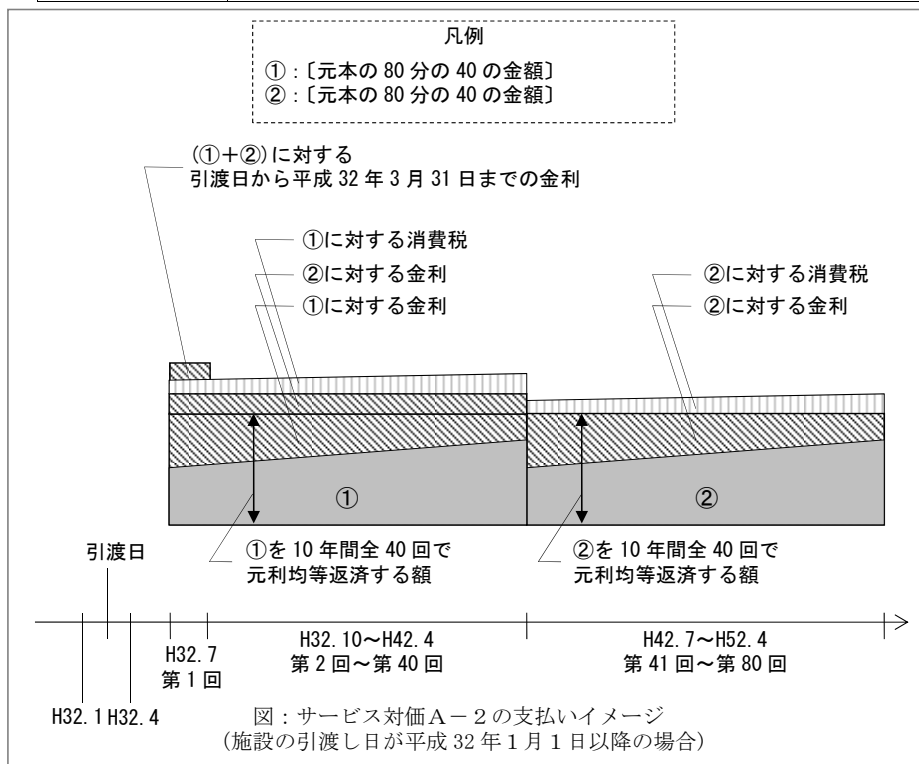 凡例
①:〔元本の 80 分の 40 の金額〕
②:〔元本の 80 分の 40 の金額〕
(①+②)に対する
引渡日から平成 32 年 3 月 31 日までの金利
①に対する消費税
②に対する金利
①に対する金利
②に対する消費税
②に対する金利
①
②
①を 10 年間全 40 回で
元利均等返済する額
②を 10 年間全 40 回で
元利均等返済する額
引渡日
H32.7
第 1 回
H32.10~H42.4
第 2 回~第 40 回
H42.7~H52.4
第 41 回~第 80 回
H32.1
H32.4
図:サービス対価A-2の支払いイメージ
(施設の引渡し日が平成 32 年1月1日以降の場合)